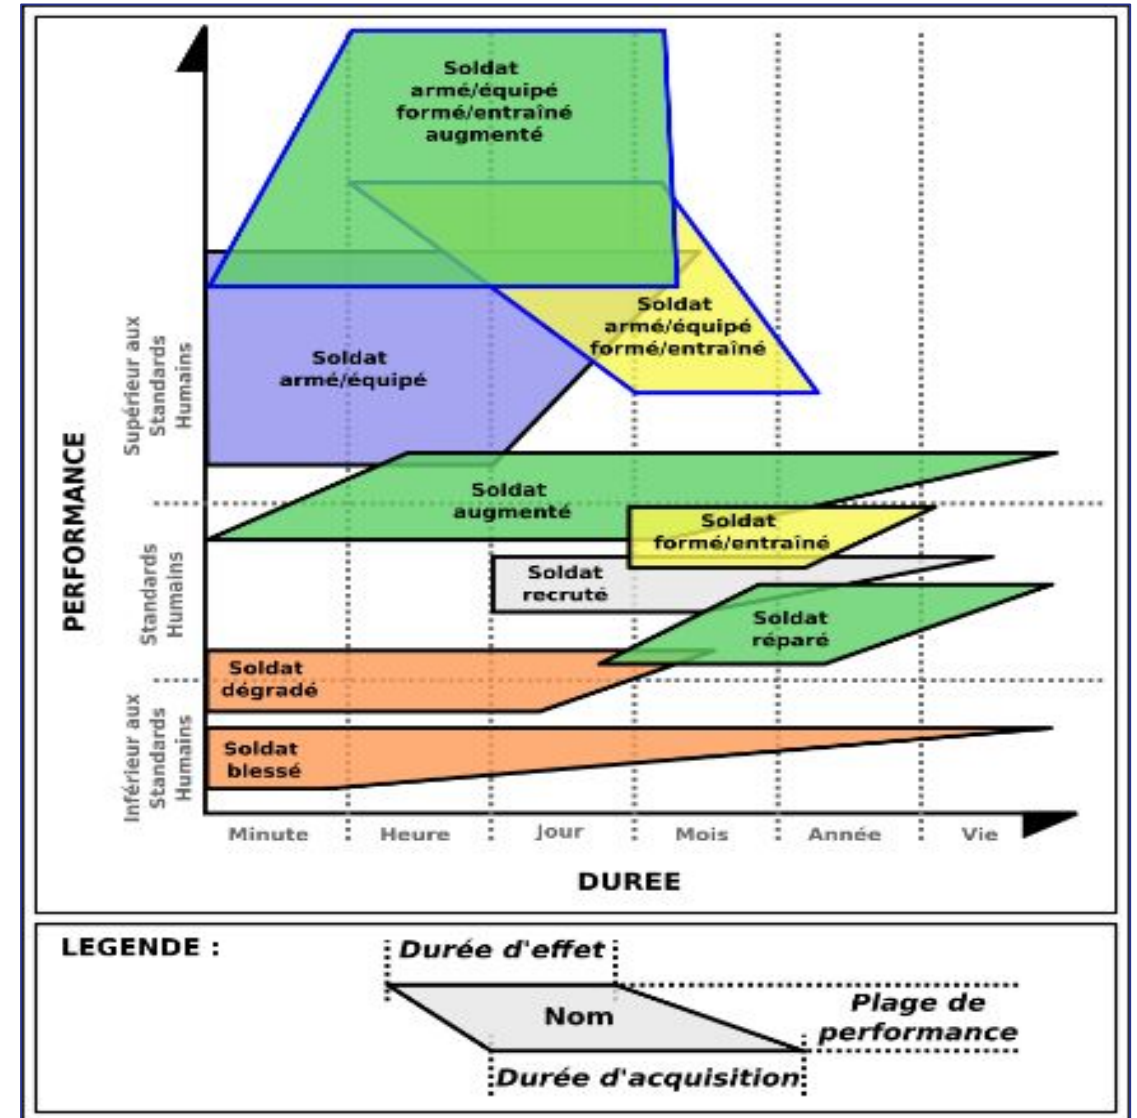 Soldat
armé/équipé
formé/entraîné
augmenté
Soldat
armé/équipé
formé/entraîné
Soldat
armé/équipé
Soldat
augmenté
Soldat
formé/entraîné
Soldat
recruté
Soldat
réparé
Soldat
dégradé
Soldat
blessé
PERFORMANCE
Supérieur aux
Standards
Humains
Standards
Humains
Inférieur aux
Standards
Humains
Minute
Heure
Jour
Mois
Année
Vie
DUREE
LEGENDE :
Durée d'effet
Nom
Plage de
performance
Durée d'acquisition